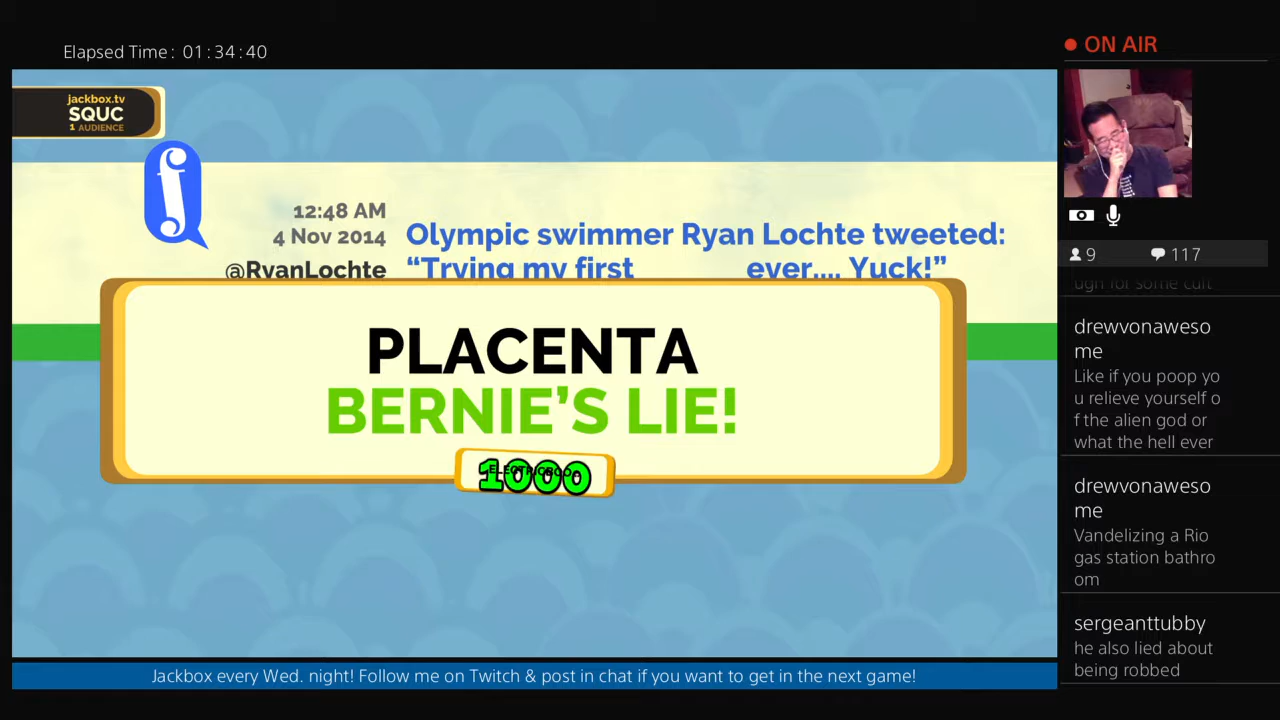 Elapsed Time: 01:34:40
ON AIR
jackbox.tv
SQUC
1 AUDIENCE
f
12:48 AM
4 Nov 2014
@RyanLochte
Olympic swimmer Ryan Lochte tweeted:
“Trying my first ever.... Yuck!”
PLACENTA
BERNIE'S LIE!
1000
9 117
ugh for some cult
drewvonaweso
me
Like if you poop yo
u relieve yourself o
f the alien god or
what the hell ever
drewvonaweso
me
Vandelizing a Rio
gas station bathro
om
sergeanttubby
he also lied about
being robbed
Jackbox every Wed. night! Follow me on Twitch & post in chat if you want to get in the next game!